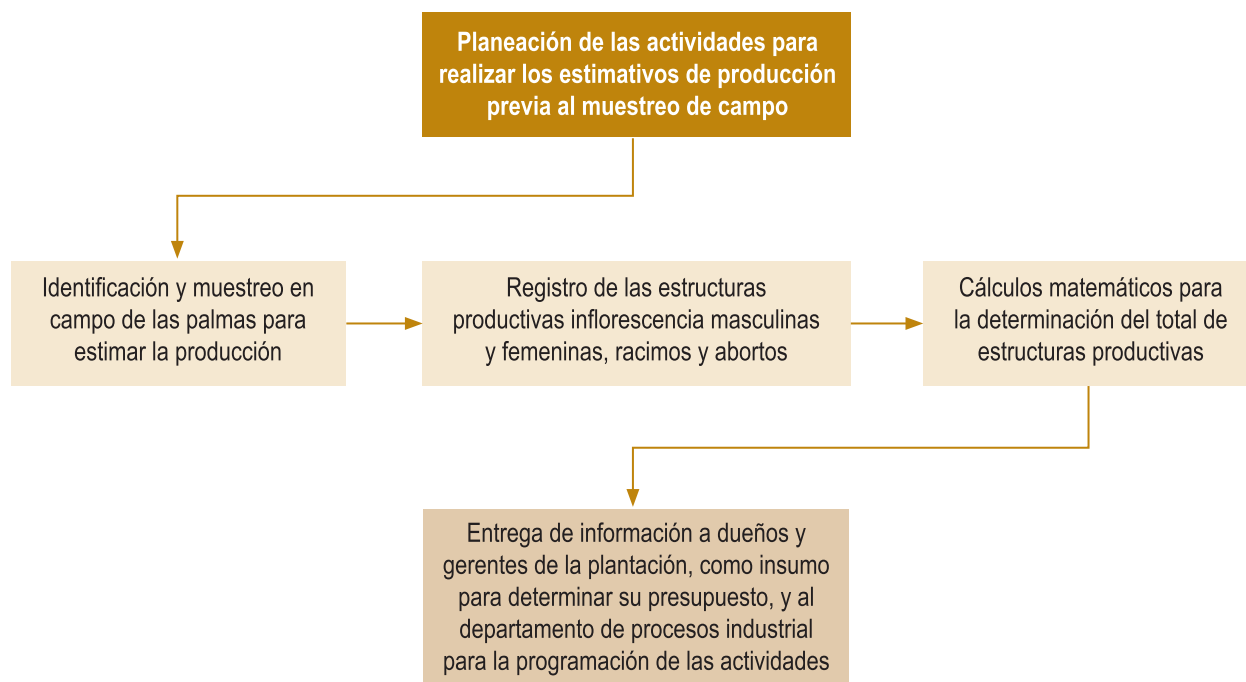 Planeación de las actividades para
realizar los estimativos de producción
previa al muestreo de campo
Identificación y muestreo en
campo de las palmas para
estimar la producción
Registro de las estructuras
productivas inflorescencia masculinas
y femeninas, racimos y abortos
Cálculos matemáticos para
la determinación del total de
estructuras productivas
Entrega de información a dueños y
gerentes de la plantación, como insumo
para determinar su presupuesto, y al
departamento de procesos industrial
para la programación de las actividades